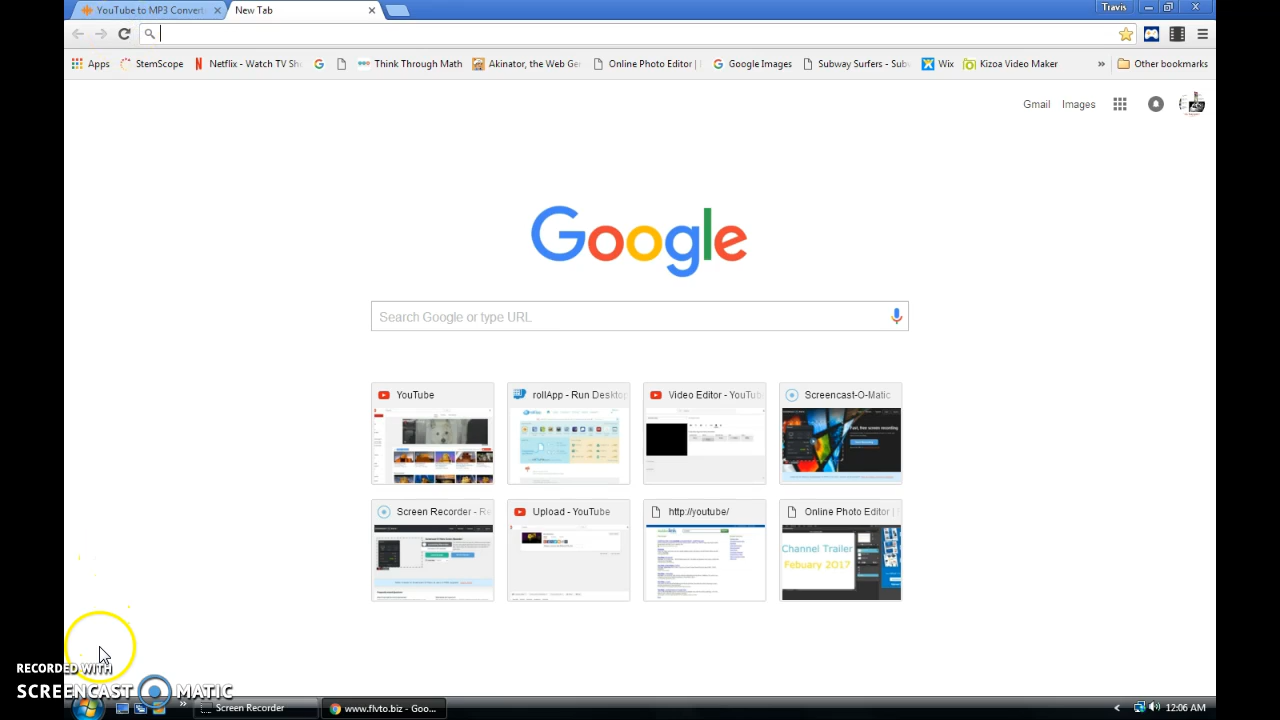 YouTube to MP3 Convert
New Tab
Travis
Apps
StemScope
Netflix - Watch TV Sh
Think Through Math
Akinator, the Web Ge
Online Photo Editor |
Google Images
Subway Surfers - Sub
Wix
Kizoa Video Maker
»
Other bookmarks
Gmail
Images
Google
Search Google or type URL
YouTube
rollApp - Run Deskto
Video Editor - YouTub
Screencast-O-Matic
Screen Recorder - Re
Upload - YouTube
http://youtube/
Online Photo Editor |
Channel Trailer
Febuary 2017
RECORDED WITH
SCREENCAST MATIC
Screen Recorder
www.flvto.biz - Goo...
12:06 AM